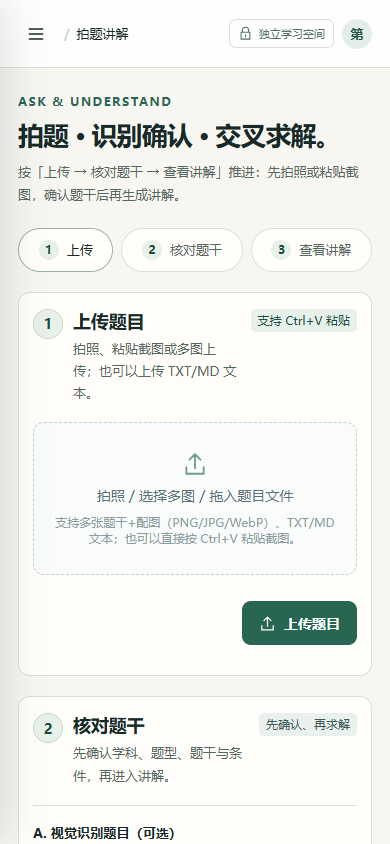 / 拍题讲解
独立学习空间
第
ASK & UNDERSTAND
拍题 · 识别确认 · 交叉求解。
按「上传 → 核对题干 → 查看讲解」推进：先拍照或粘贴截
图，确认题干后再生成讲解。
1 上传
2 核对题干
3 查看讲解
1 上传题目
支持 Ctrl+V 粘贴
拍照、粘贴截图或多图上
传；也可以上传 TXT/MD 文
本。
拍照 / 选择多图 / 拖入题目文件
支持多张题干+配图（PNG/JPG/WebP）、TXT/MD
文本；也可以直接按 Ctrl+V 粘贴截图。
上传题目
2 核对题干
先确认、再求解
先确认学科、题型、题干与条
件，再进入讲解。
A. 视觉识别题目（可选）